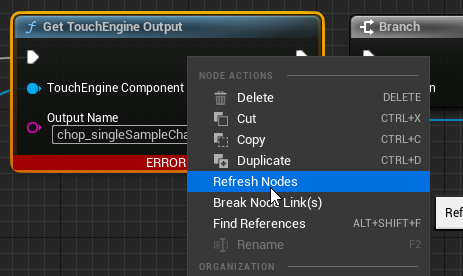 Get TouchEngine Output
Branch
NODE ACTIONS
TouchEngine Component
Delete DELETE
Cut CTRL+X
Output Name
Copy CTRL+C
chop_singleSampleCha
Duplicate CTRL+D
ERROR
Refresh Nodes
Break Node Link(s)
Find References ALT+SHIFT+F
Ref
Rename F2
ORGANIZATION